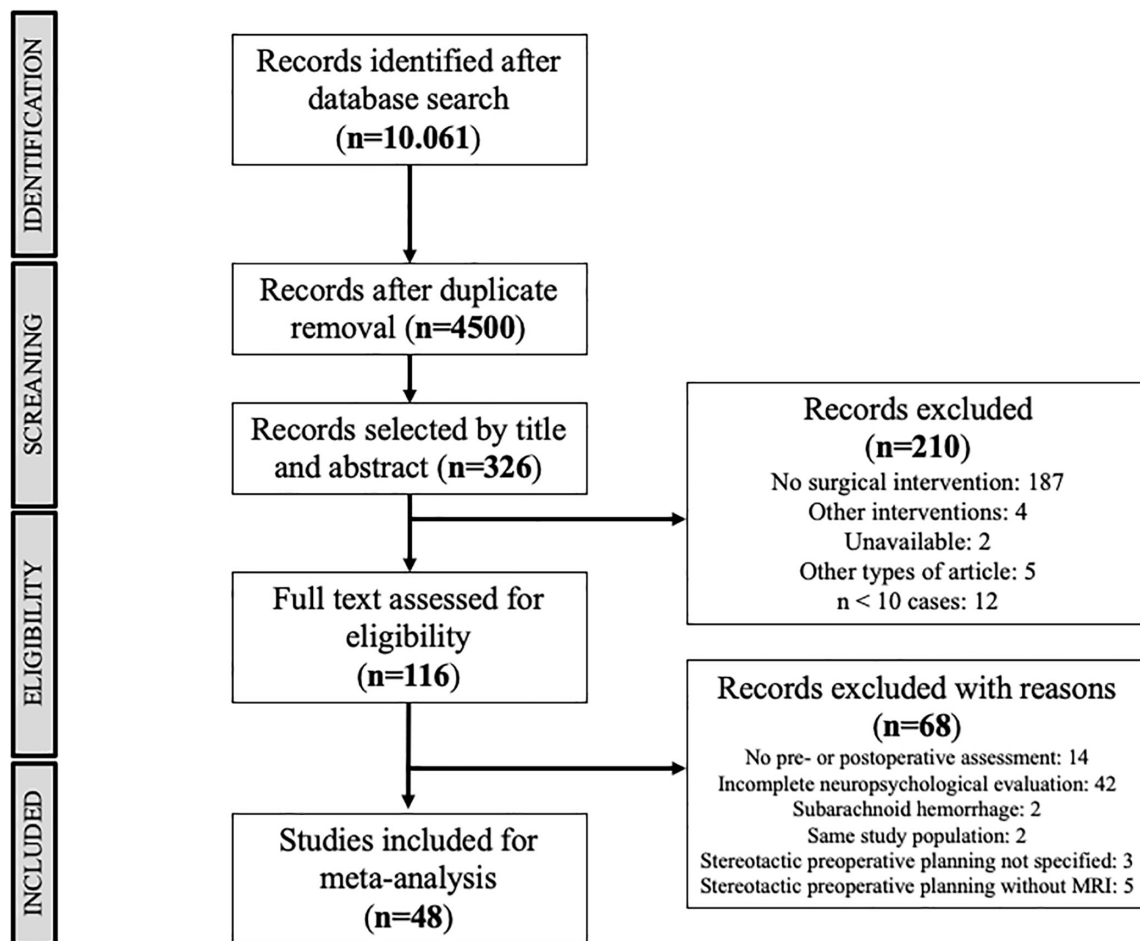 IDENTIFICATION
Records identified after
database search
(n=10.061)
SCREANING
Records after duplicate
removal (n=4500)
Records selected by title
and abstract (n=326)
Records excluded
(n=210)
No surgical intervention: 187
Other interventions: 4
Unavailable: 2
Other types of article: 5
n < 10 cases: 12
ELIGIBILITY
Full text assessed for
eligibility
(n=116)
Records excluded with reasons
(n=68)
No pre- or postoperative assessment: 14
Incomplete neuropsychological evaluation: 42
Subarachnoid hemorrhage: 2
Same study population: 2
Stereotactic preoperative planning not specified: 3
Stereotactic preoperative planning without MRI: 5
INCLUDED
Studies included for
meta-analysis
(n=48)